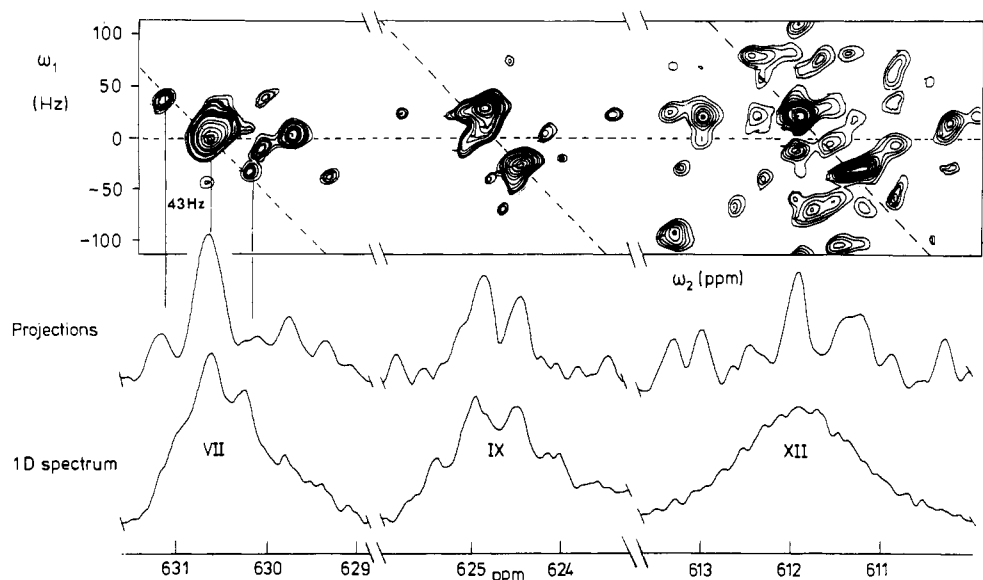 100
ω₁
50
(Hz)
0
-50
43Hz
-100
ω₂ (ppm)
Projections
1D spectrum
VII
IX
XII
631
630
629
625
ppm
624
613
612
611